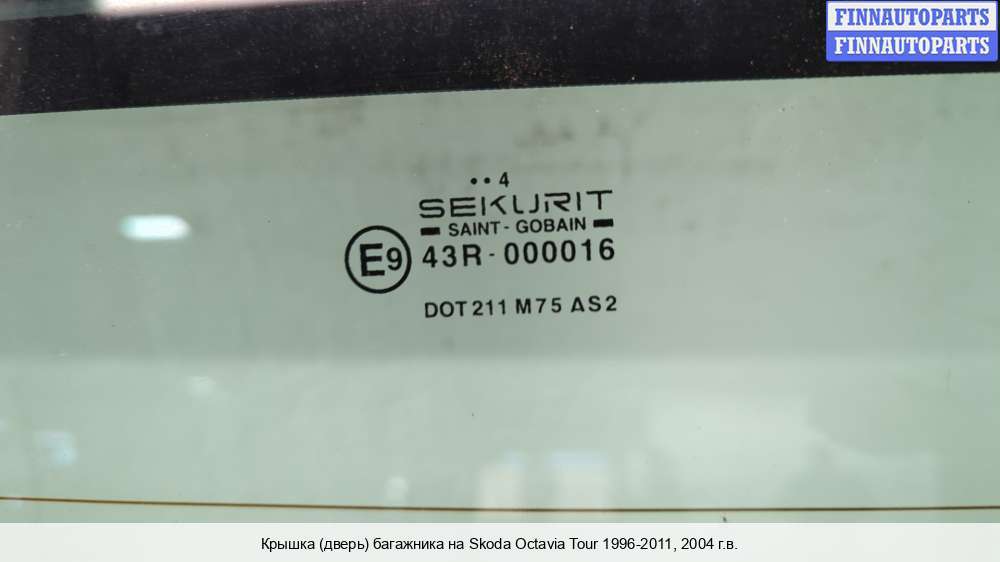 FINNAUTOPARTS
FINNAUTOPARTS
•• 4
SEKURIT
SAINT - GOBAIN
E9 43R - 000016
DOT 211 M75 AS2
Крышка (дверь) багажника на Skoda Octavia Tour 1996-2011, 2004 г.в.